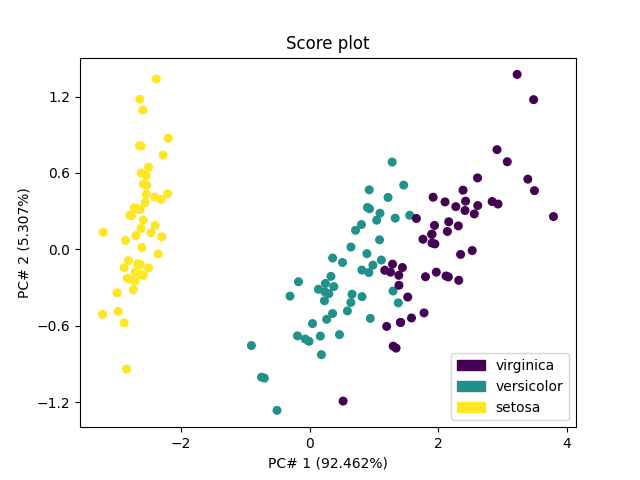 Score plot
PC# 2 (5.307%)
1.2
0.6
0.0
−0.6
−1.2
virginica
versicolor
setosa
−2
0
2
4
PC# 1 (92.462%)